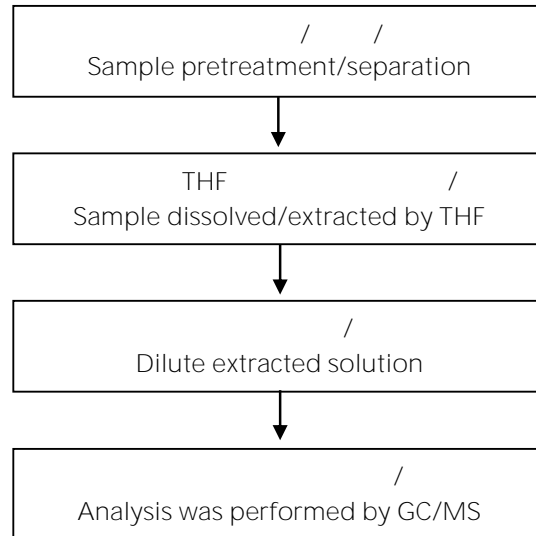 / /
Sample pretreatment/separation
THF /
Sample dissolved/extracted by THF
/
Dilute extracted solution
/
Analysis was performed by GC/MS